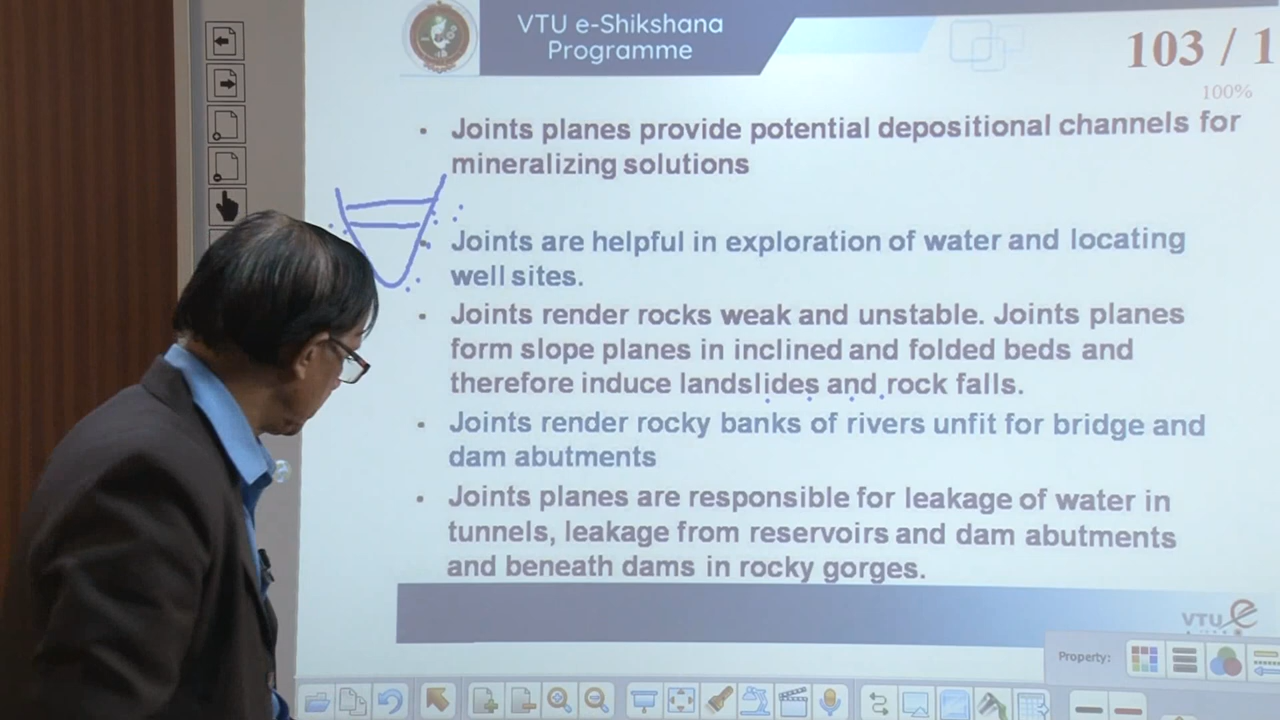 VTU e-Shikshana
Programme
103 / 1
100%
Joints planes provide potential depositional channels for
mineralizing solutions
Joints are helpful in exploration of water and locating
well sites.
Joints render rocks weak and unstable. Joints planes
form slope planes in inclined and folded beds and
therefore induce landslides and rock falls.
Joints render rocky banks of rivers unfit for bridge and
dam abutments
Joints planes are responsible for leakage of water in
tunnels, leakage from reservoirs and dam abutments
and beneath dams in rocky gorges.
VTU
Property: